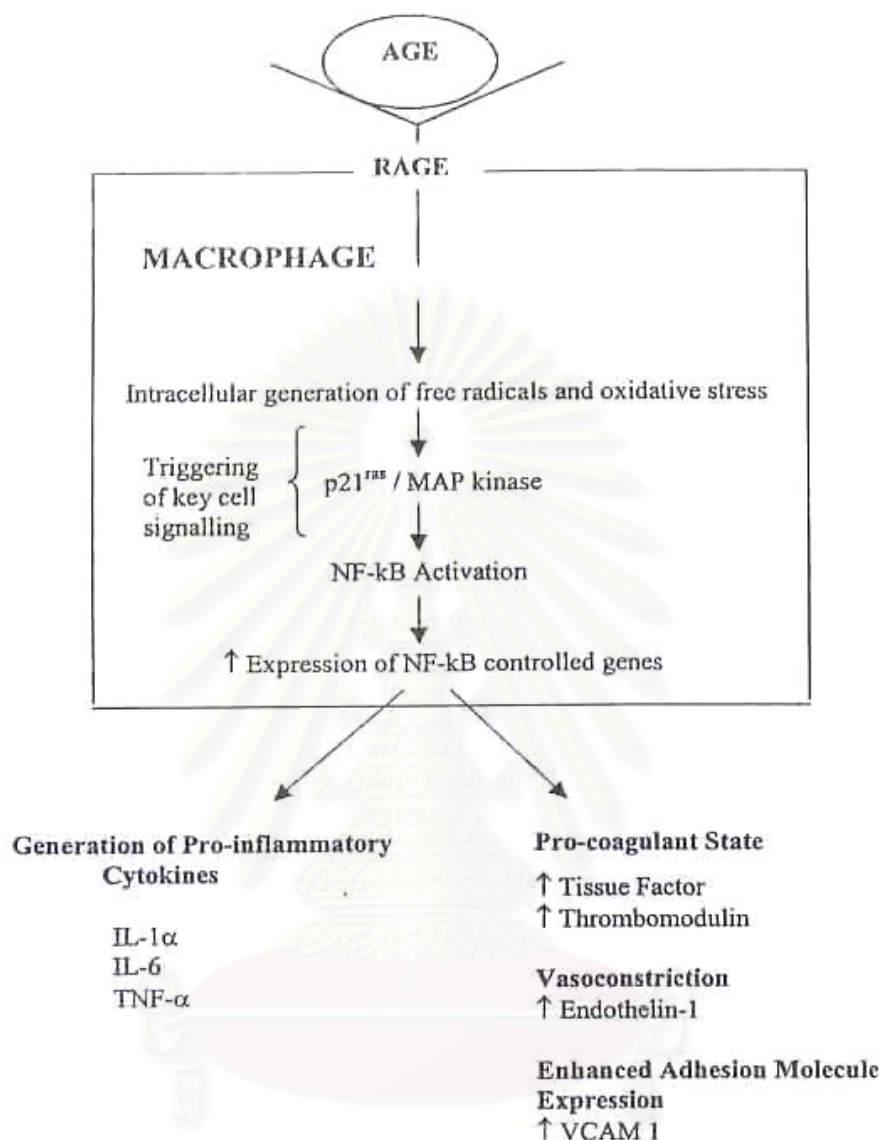 AGE
RAGE
MACROPHAGE
Intracellular generation of free radicals and oxidative stress
Triggering
of key cell
signalling
p21ras / MAP kinase
NF-kB Activation
↑ Expression of NF-kB controlled genes
Generation of Pro-inflammatory
Cytokines
IL-1α
IL-6
TNF-α
Pro-coagulant State
↑ Tissue Factor
↑ Thrombomodulin
Vasoconstriction
↑ Endothelin-1
Enhanced Adhesion Molecule
Expression
↑ VCAM 1